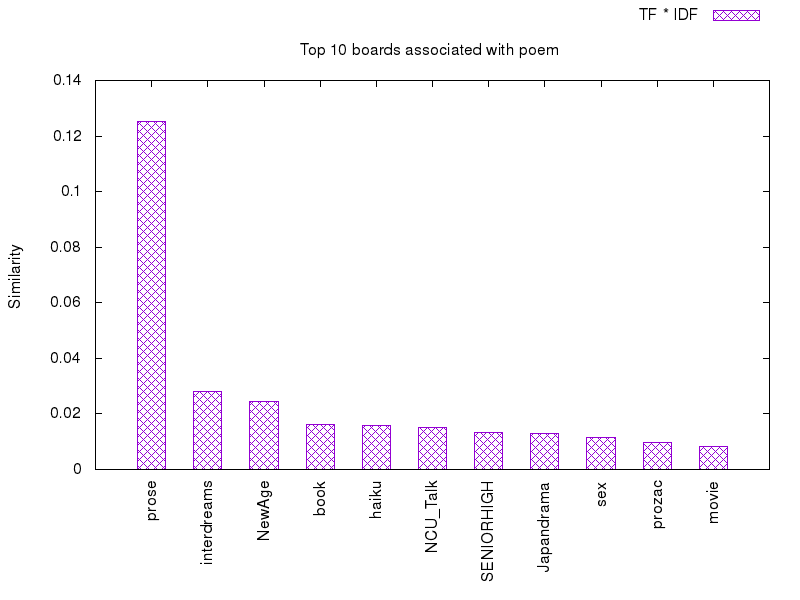 TF * IDF
Top 10 boards associated with poem
Similarity
0.14
0.12
0.1
0.08
0.06
0.04
0.02
0
prose
interdreams
NewAge
book
haiku
NCU_Talk
SENIORHIGH
Japandrama
sex
prozac
movie